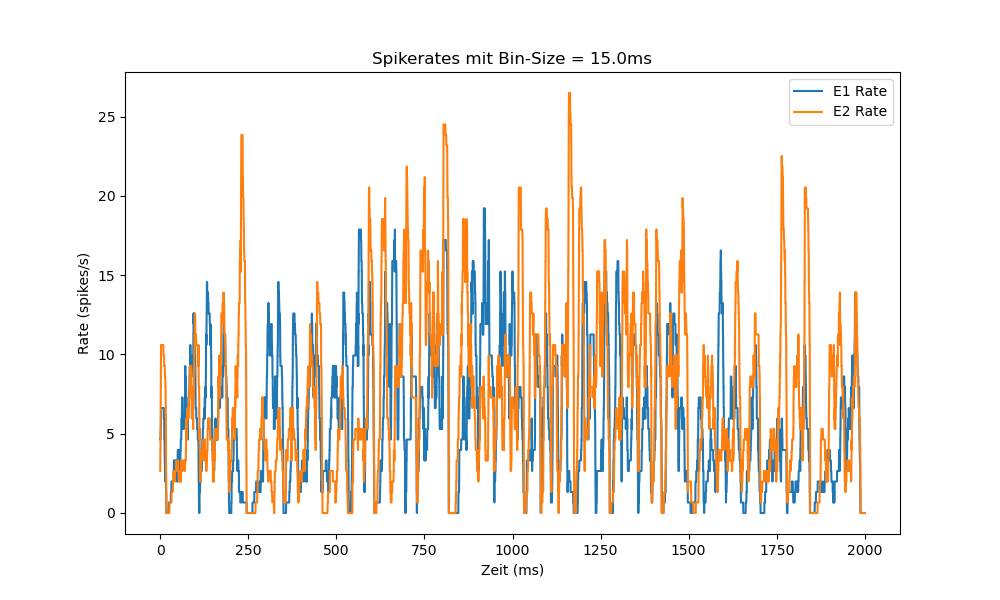 Spikerates mit Bin-Size = 15.0ms
E1 Rate
E2 Rate
Rate (spikes/s)
25
20
15
10
5
0
0 250 500 750 1000 1250 1500 1750 2000
Zeit (ms)